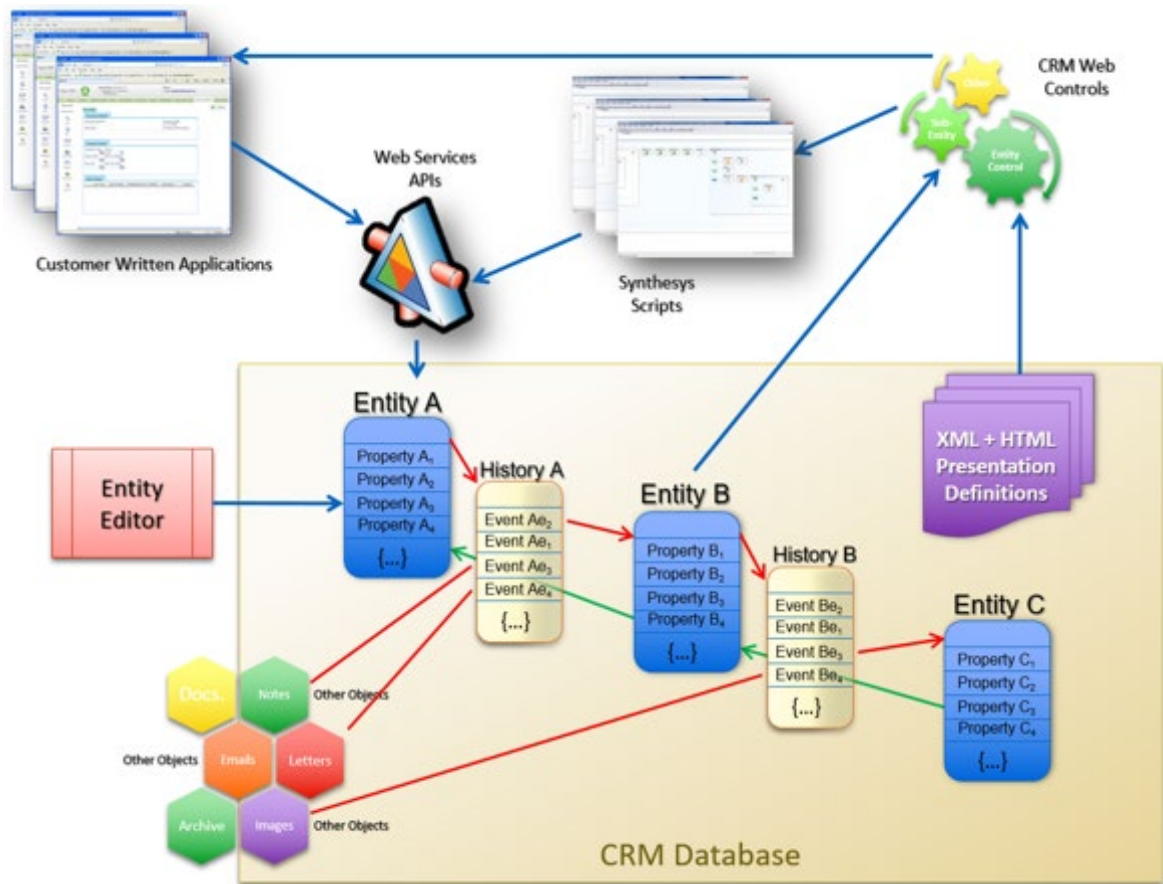 CRM Web
Controls
Other
Sub-
Entity
Entity
Control
Web Services
APIs
Customer Written Applications
Synthesys
Scripts
Entity A
Property A₁
Property A₂
Property A₃
Property A₄
{...}
Entity
Editor
History A
Event Ae₂
Event Ae₁
Event Ae₃
Event Ae₄
{...}
Entity B
Property B₁
Property B₂
Property B₃
Property B₄
{...}
XML + HTML
Presentation
Definitions
History B
Event Be₂
Event Be₁
Event Be₃
Event Be₄
{...}
Entity C
Property C₁
Property C₂
Property C₃
Property C₄
{...}
Docs.
Notes
Other Objects
Other Objects
Emails
Letters
Archive
Images
Other Objects
CRM Database